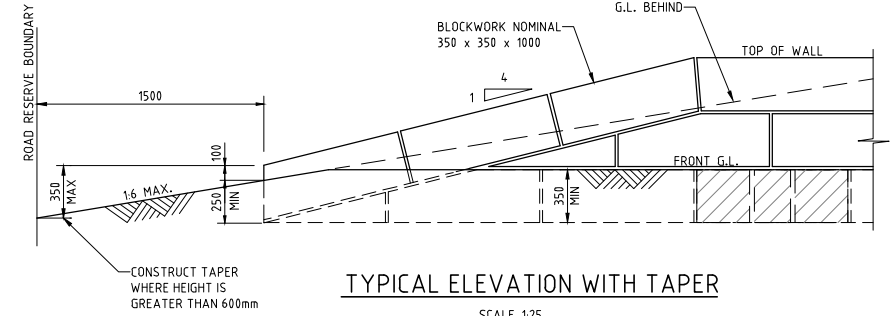 ROAD RESERVE BOUNDARY
G.L. BEHIND
BLOCKWORK NOMINAL
350 x 350 x 1000
TOP OF WALL
4
1
1500
100
350
MAX
1:6 MAX.
250
MIN
FRONT G.L.
350
MIN
CONSTRUCT TAPER
WHERE HEIGHT IS
GREATER THAN 600mm
TYPICAL ELEVATION WITH TAPER
SCALE 1:25